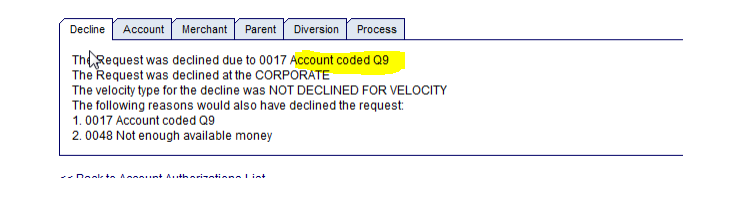 Decline Account Merchant Parent Diversion Process
The Request was declined due to 0017 Account coded Q9
The Request was declined at the CORPORATE
The velocity type for the decline was NOT DECLINED FOR VELOCITY
The following reasons would also have declined the request:
1. 0017 Account coded Q9
2. 0048 Not enough available money
<< Back to Account Authorizations List